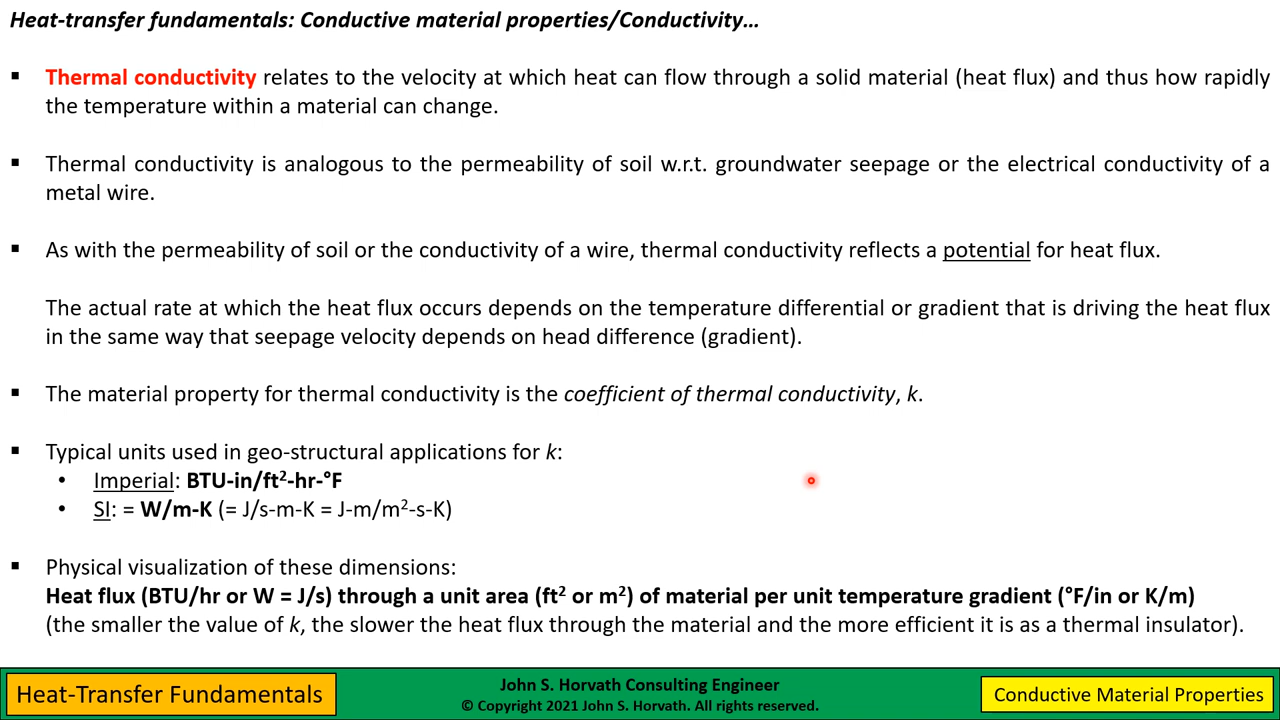 Heat-transfer fundamentals: Conductive material properties/Conductivity…
▪ Thermal conductivity relates to the velocity at which heat can flow through a solid material (heat flux) and thus how rapidly
the temperature within a material can change.
▪ Thermal conductivity is analogous to the permeability of soil w.r.t. groundwater seepage or the electrical conductivity of a
metal wire.
▪ As with the permeability of soil or the conductivity of a wire, thermal conductivity reflects a potential for heat flux.
The actual rate at which the heat flux occurs depends on the temperature differential or gradient that is driving the heat flux
in the same way that seepage velocity depends on head difference (gradient).
▪ The material property for thermal conductivity is the coefficient of thermal conductivity, k.
▪ Typical units used in geo-structural applications for k:
• Imperial: BTU-in/ft²-hr-°F
• SI: = W/m-K (= J/s-m-K = J-m/m²-s-K)
▪ Physical visualization of these dimensions:
Heat flux (BTU/hr or W = J/s) through a unit area (ft² or m²) of material per unit temperature gradient (°F/in or K/m)
(the smaller the value of k, the slower the heat flux through the material and the more efficient it is as a thermal insulator).
Heat-Transfer Fundamentals
John S. Horvath Consulting Engineer
© Copyright 2021 John S. Horvath. All rights reserved.
Conductive Material Properties